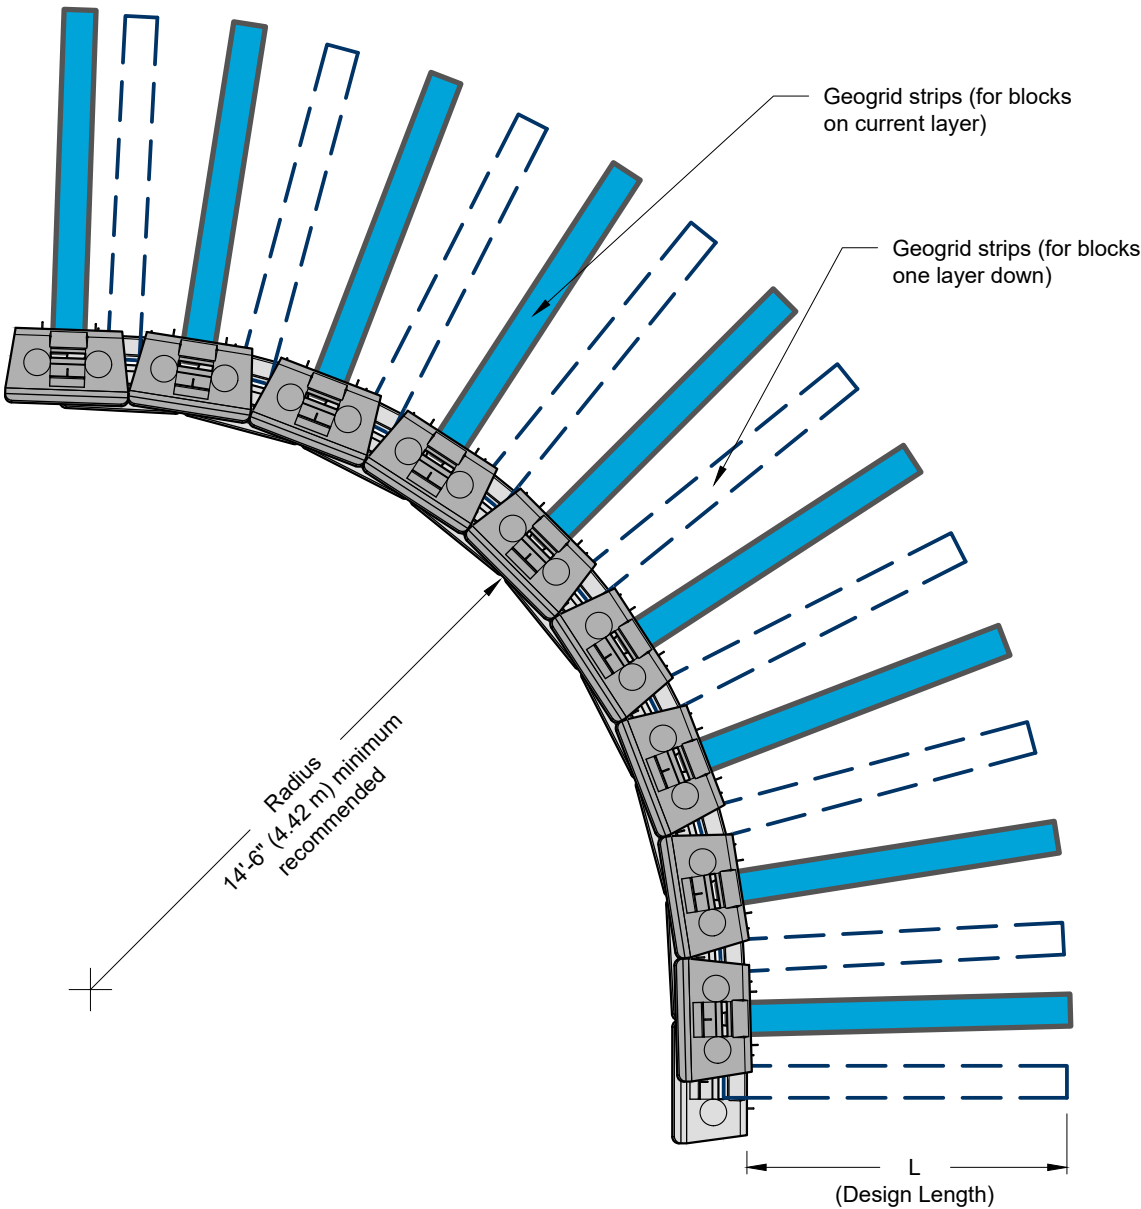 Geogrid strips (for blocks
on current layer)
Geogrid strips (for blocks
one layer down)
Radius
14'-6" (4.42 m) minimum
recommended
L
(Design Length)